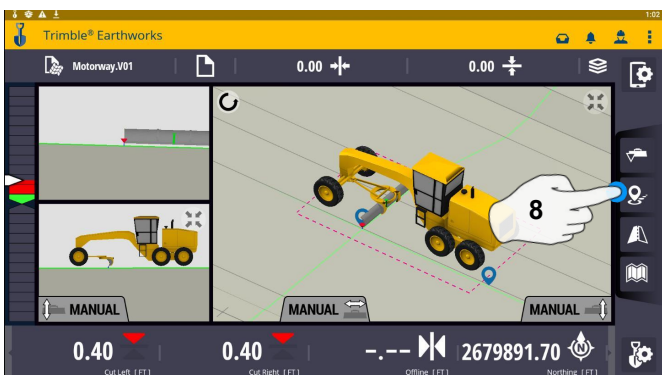 1:02
Trimble® Earthworks
Motorway.V01
0.00
0.00
8
MANUAL
MANUAL
MANUAL
0.40
0.40
-.--
2679891.70
N
Cut Left [FT]
Cut Right [FT]
Offline [FT]
Northing [FT]